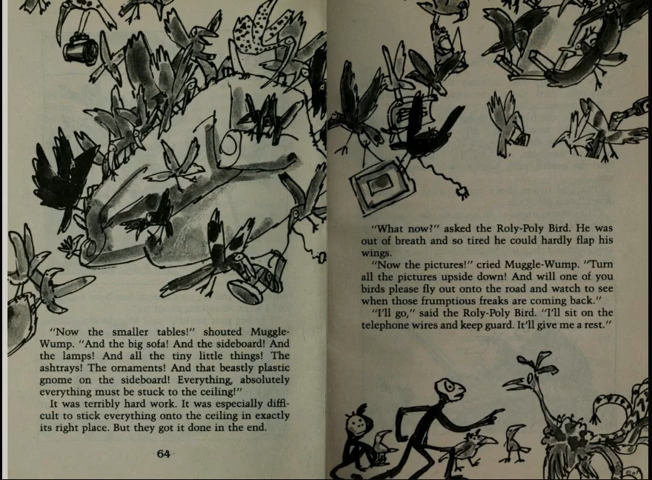 "Now the smaller tables!" shouted Muggle-
Wump. "And the big sofa! And the sideboard! And
the lamps! And all the tiny little things! The
ashtrays! The ornaments! And that beastly plastic
gnome on the sideboard! Everything, absolutely
everything must be stuck to the ceiling!"
It was terribly hard work. It was especially diffi-
cult to stick everything onto the ceiling in exactly
its right place. But they got it done in the end.
64
"What now?" asked the Roly-Poly Bird. He was
out of breath and so tired he could hardly flap his
wings.
"Now the pictures!" cried Muggle-Wump. "Turn
all the pictures upside down! And will one of you
birds please fly out onto the road and watch to see
when those frumptious freaks are coming back."
"I'll go," said the Roly-Poly Bird. "I'll sit on the
telephone wires and keep guard. It'll give me a rest."